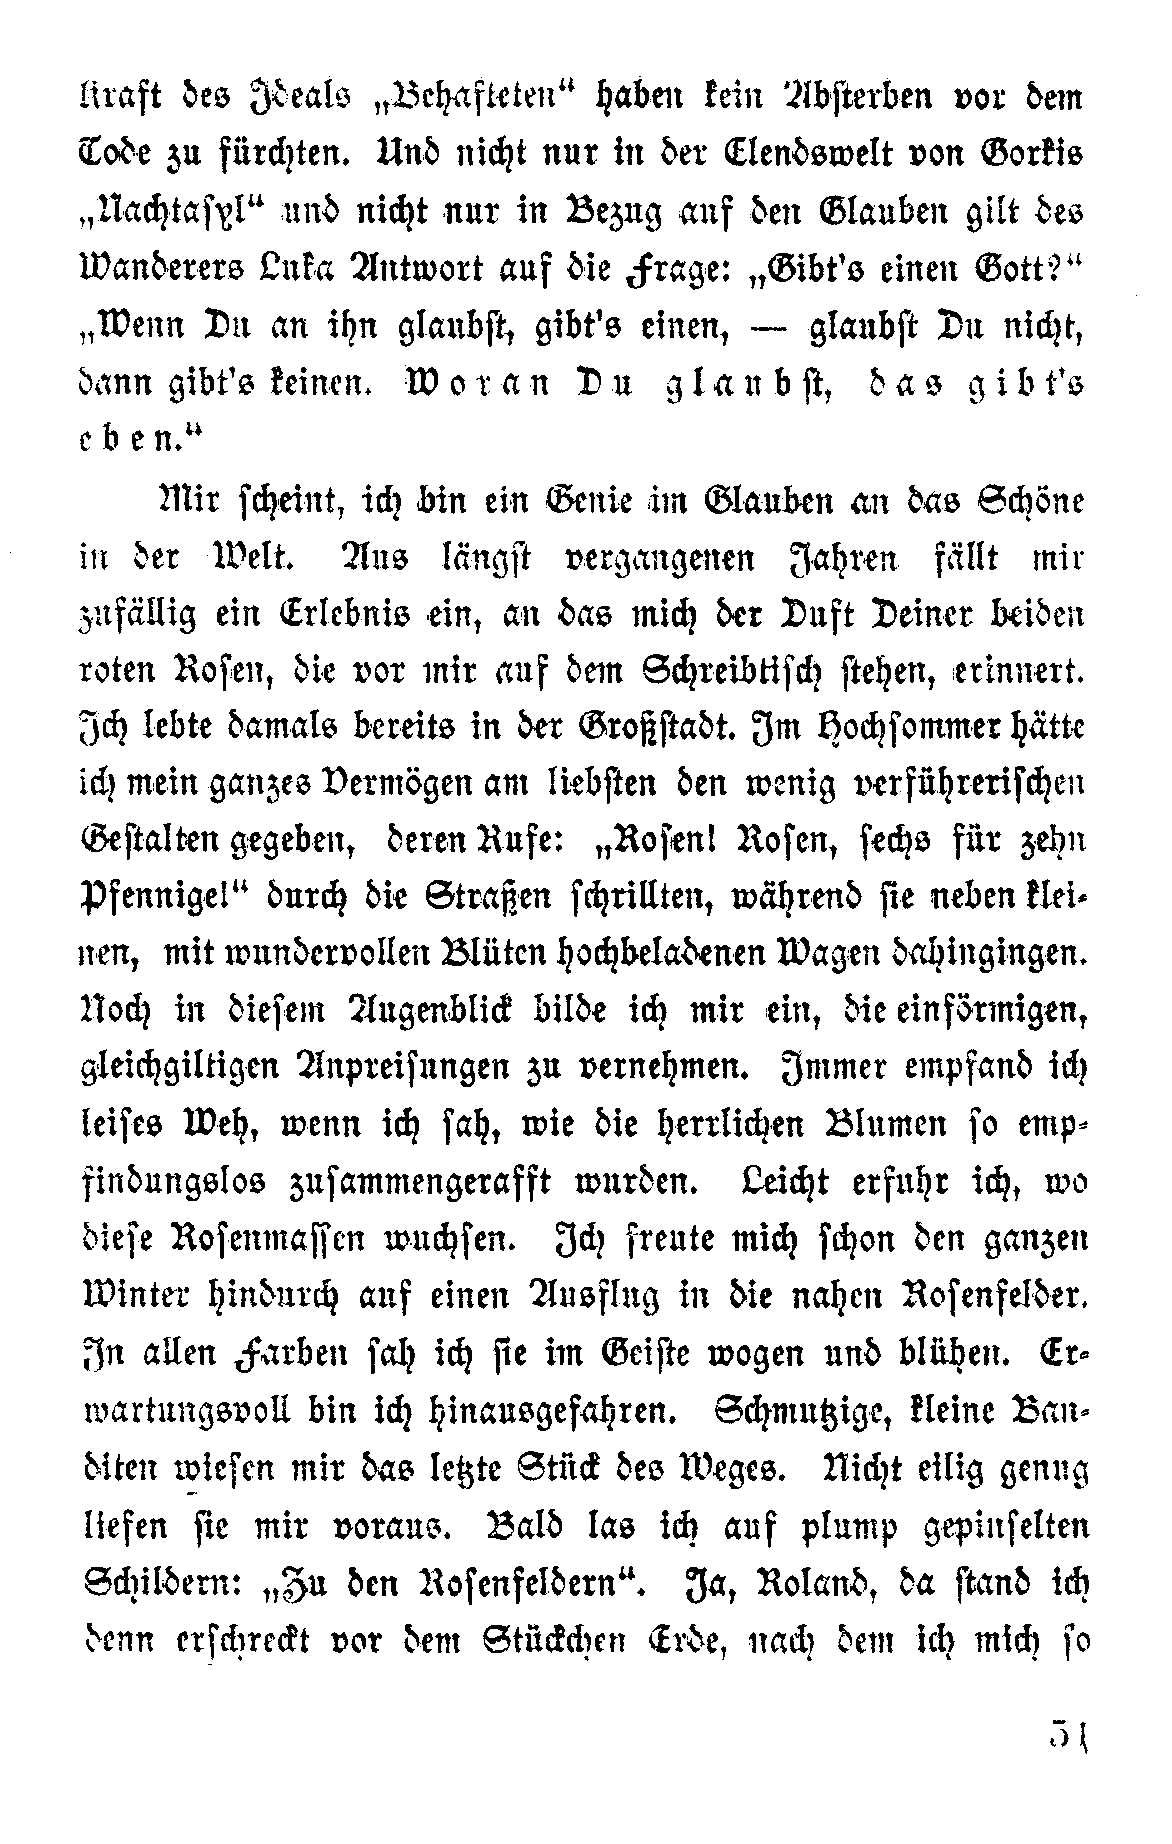 kraft des Ideals „Behafteten“ haben kein Absterben vor dem
Tode zu fürchten. Und nicht nur in der Elendswelt von Gorkis
„Nachtasyl“ und nicht nur in Bezug auf den Glauben gilt des
Wanderers Luka Antwort auf die Frage: „Gibt's einen Gott?“
„Wenn Du an ihn glaubst, gibt's einen, — glaubst Du nicht,
dann gibt's keinen. Woran Du glaubst, das gibt's
eben.“
Mir scheint, ich bin ein Genie im Glauben an das Schöne
in der Welt. Aus längst vergangenen Jahren fällt mir
zufällig ein Erlebnis ein, an das mich der Duft Deiner beiden
roten Rosen, die vor mir auf dem Schreibtisch stehen, erinnert.
Ich lebte damals bereits in der Großstadt. Im Hochsommer hätte
ich mein ganzes Vermögen am liebsten den wenig verführerischen
Gestalten gegeben, deren Rufe: „Rosen! Rosen, sechs für zehn
Pfennige!“ durch die Straßen schrillten, während sie neben klei-
nen, mit wundervollen Blüten hochbeladenen Wagen dahingingen.
Noch in diesem Augenblick bilde ich mir ein, die einförmigen,
gleichgiltigen Anpreisungen zu vernehmen. Immer empfand ich
leises Weh, wenn ich sah, wie die herrlichen Blumen so emp-
findungslos zusammengerafft wurden. Leicht erfuhr ich, wo
diese Rosenmassen wuchsen. Ich freute mich schon den ganzen
Winter hindurch auf einen Ausflug in die nahen Rosenfelder.
In allen Farben sah ich sie im Geiste wogen und blühen. Er-
wartungsvoll bin ich hinausgefahren. Schmutzige, kleine Ban-
diten wiesen mir das letzte Stück des Weges. Nicht eilig genug
liefen sie mir voraus. Bald las ich auf plump gepinselten
Schildern: „Zu den Rosenfeldern“. Ja, Roland, da stand ich
denn erschreckt vor dem Stückchen Erde, nach dem ich mich so
51